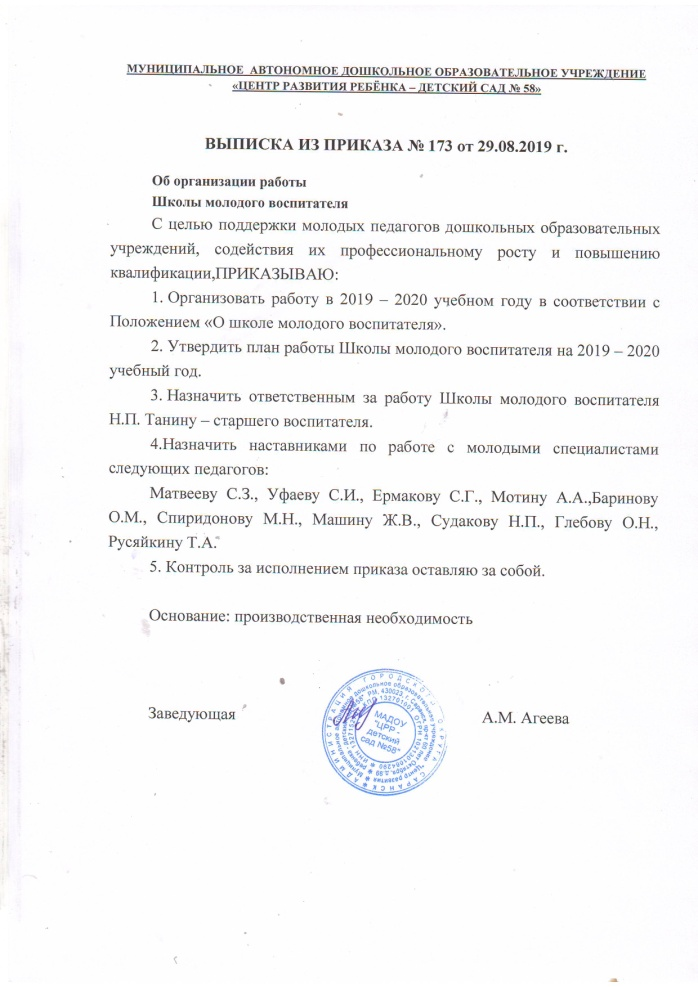 МУНИЦИПАЛЬНОЕ АВТОНОМНОЕ ДОШКОЛЬНОЕ ОБРАЗОВАТЕЛЬНОЕ УЧРЕЖДЕНИЕ
«ЦЕНТР РАЗВИТИЯ РЕБЁНКА – ДЕТСКИЙ САД № 58»
ВЫПИСКА ИЗ ПРИКАЗА № 173 от 29.08.2019 г.
Об организации работы
Школы молодого воспитателя
С целью поддержки молодых педагогов дошкольных образовательных
учреждений, содействия их профессиональному росту и повышению
квалификации,ПРИКАЗЫВАЮ:
1. Организовать работу в 2019 – 2020 учебном году в соответствии с
Положением «О школе молодого воспитателя».
2. Утвердить план работы Школы молодого воспитателя на 2019 – 2020
учебный год.
3. Назначить ответственным за работу Школы молодого воспитателя
Н.П. Танину – старшего воспитателя.
4.Назначить наставниками по работе с молодыми специалистами
следующих педагогов:
Матвееву С.З., Уфаеву С.И., Ермакову С.Г., Мотину А.А.,Баринову
О.М., Спиридонову М.Н., Машину Ж.В., Судакову Н.П., Глебову О.Н.,
Русяйкину Т.А.
5. Контроль за исполнением приказа оставляю за собой.
Основание: производственная необходимость
Заведующая А.М. Агеева
МАДОУ
"ЦРР -
детский
сад №58"
АДМИНИСТРАЦИЯ ГОРОДСКОГО ОКРУГА САРАНСК